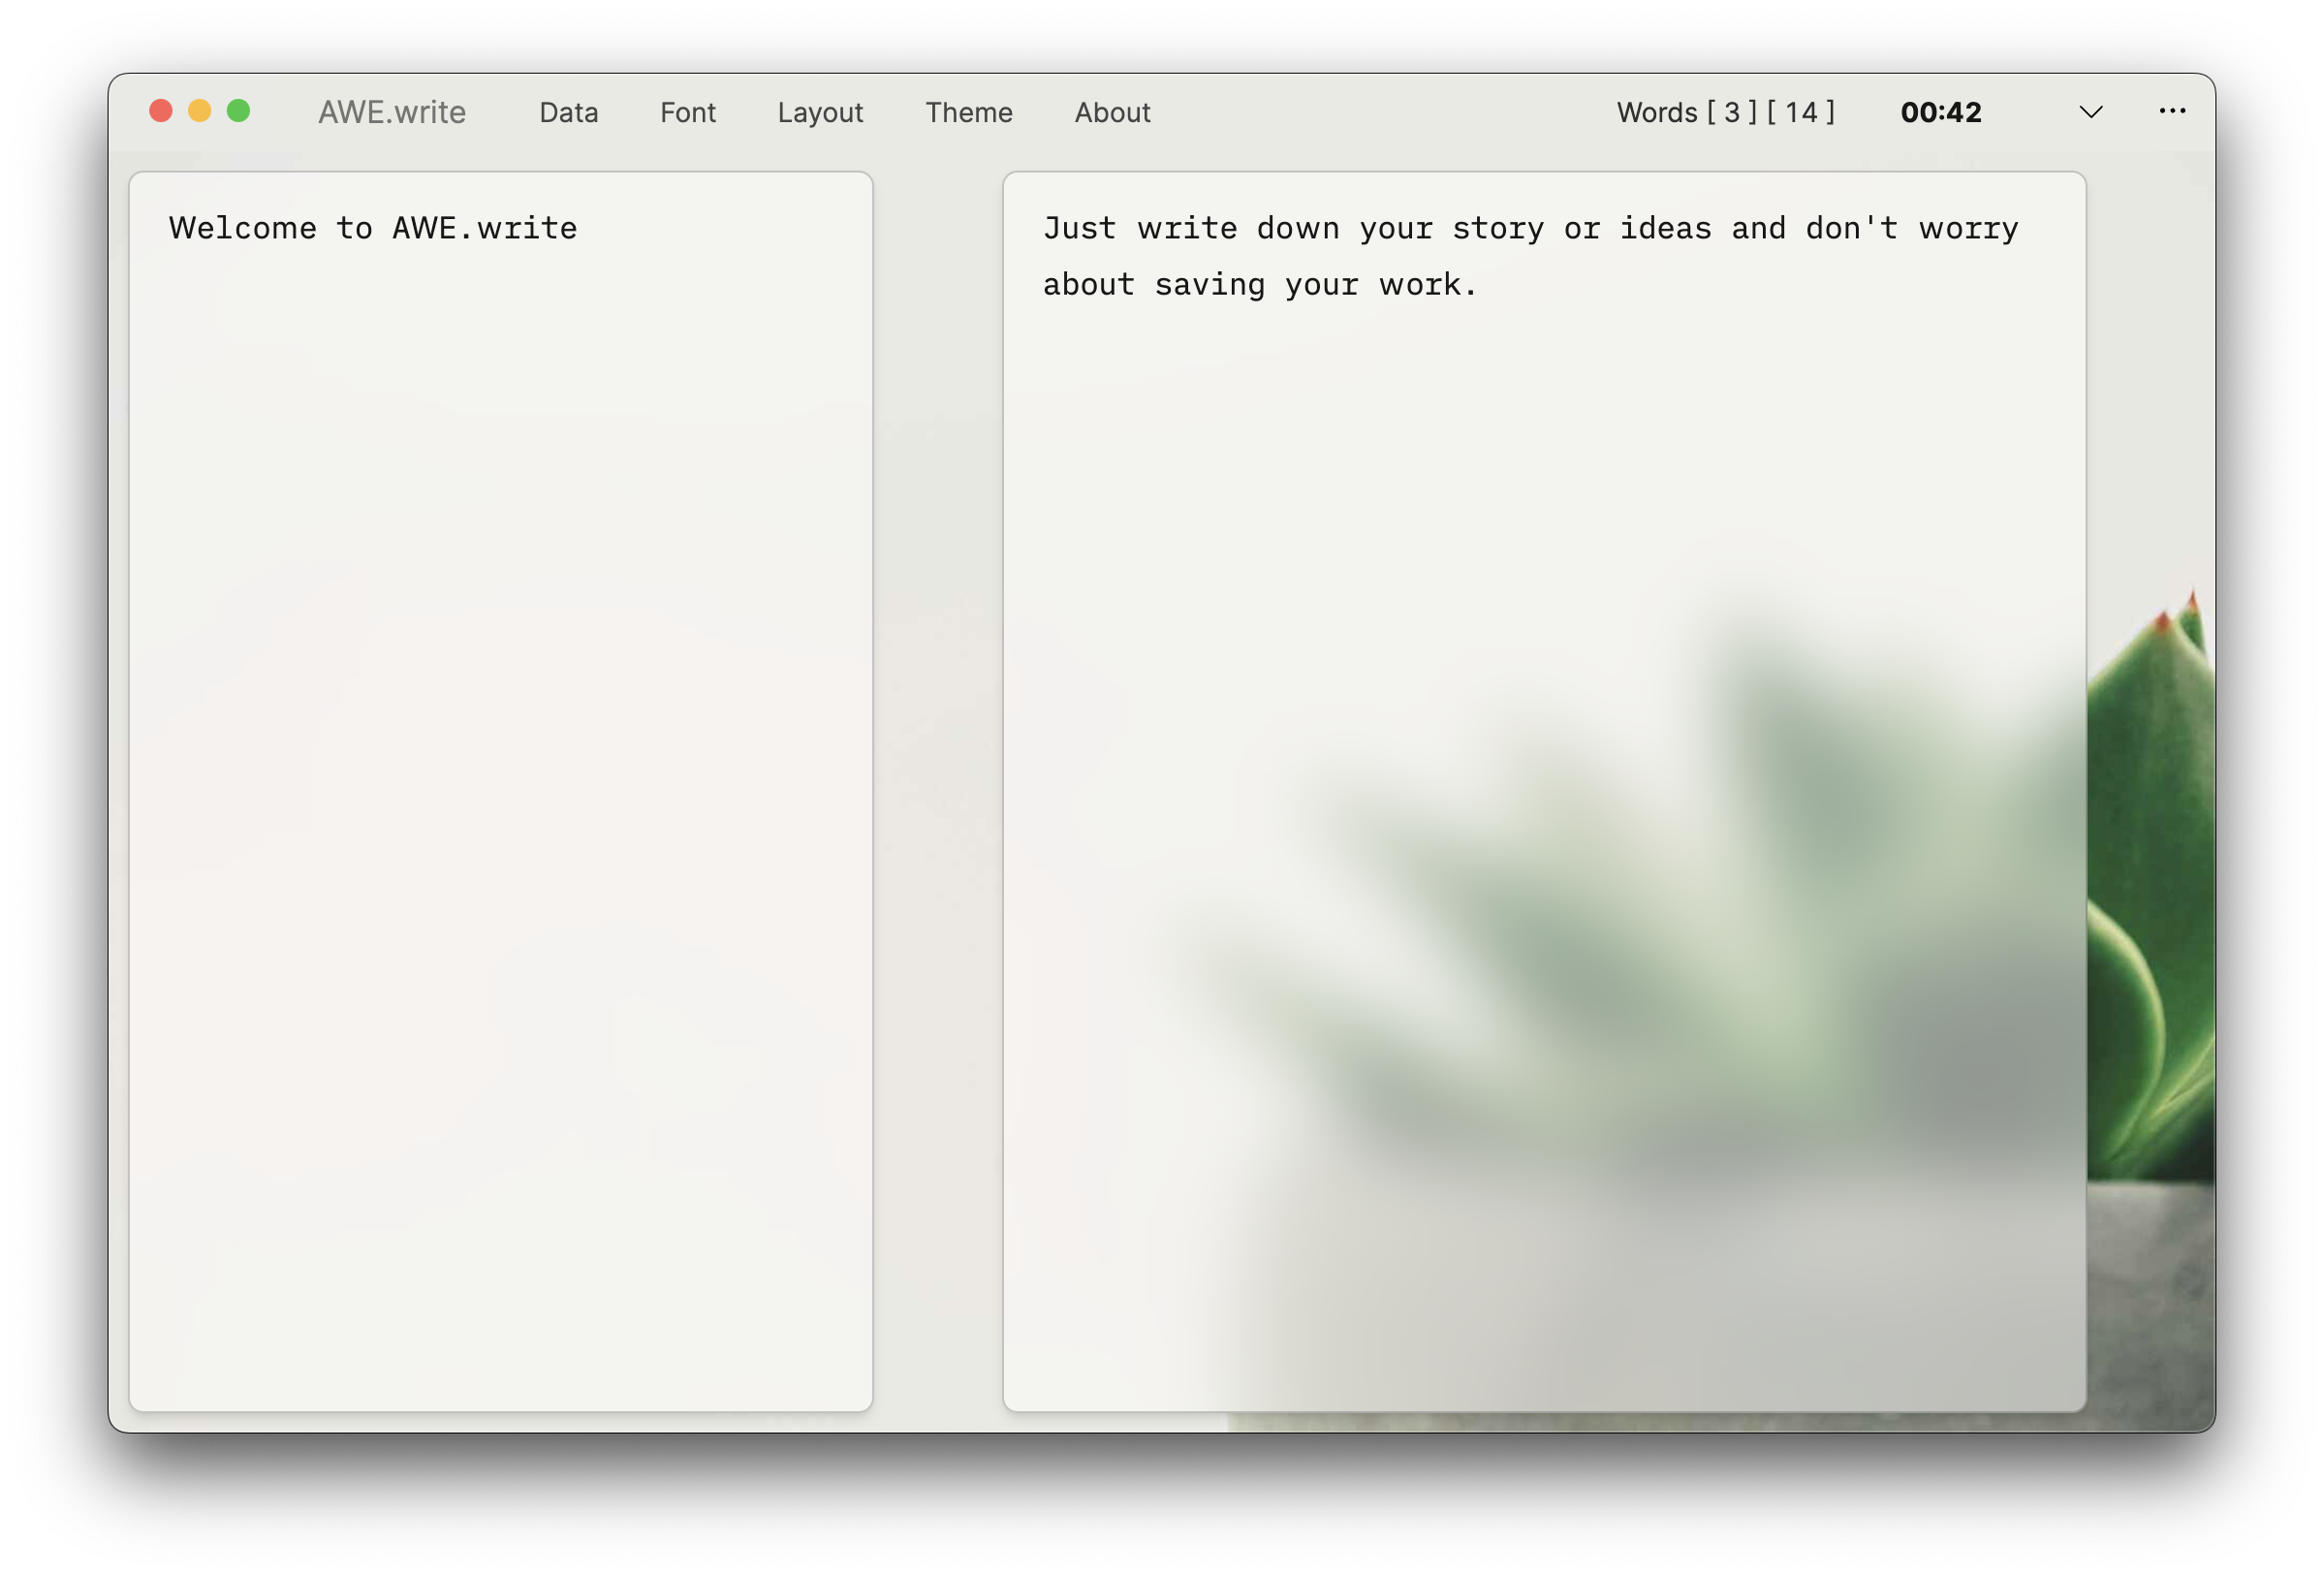 AWE.write Data Font Layout Theme About Words [ 3 ] [ 14 ] 00:42
Welcome to AWE.write
Just write down your story or ideas and don't worry
about saving your work.